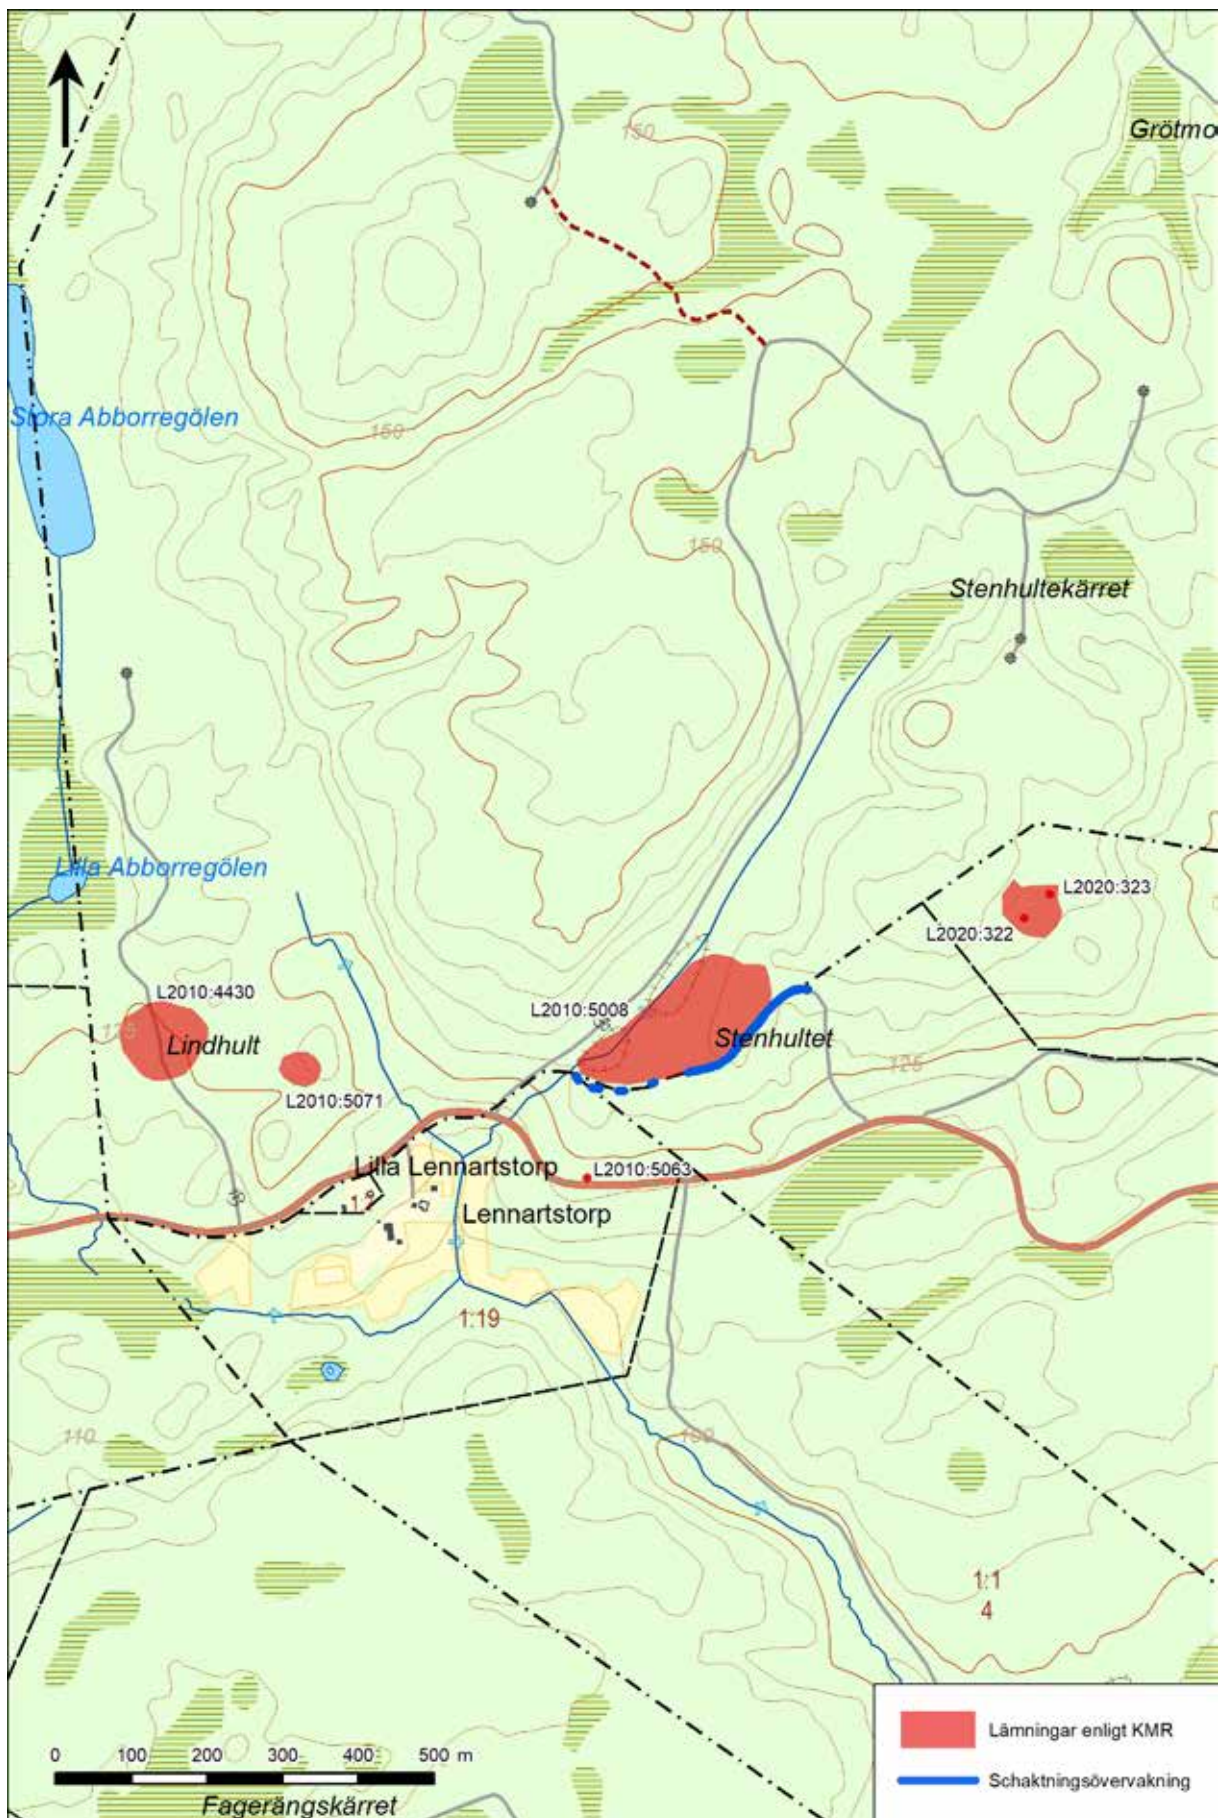 150
Grötmo
Stora Abborregölen
150
150
Stenhultekärret
Lilla Abborregölen
L2020:323
L2020:322
L2010:4430
L2010:5008
125
Lindhult
Stenhultet
125
L2010:5071
Lilla Lennartstorp
L2010:5063
Lennartstorp
1:19
110
100
1:1
4
Lämningar enligt KMR
0 100 200 300 400 500 m
Schaktningsövervakning
Fagerängskärret